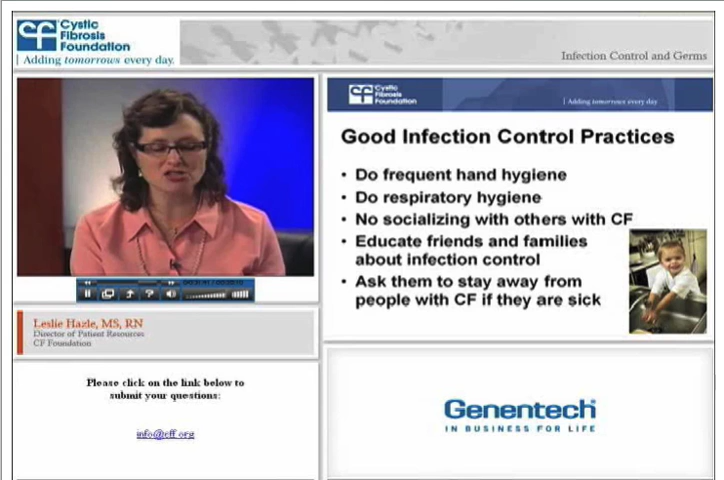 Cystic
Fibrosis
Foundation
Adding tomorrows every day.
Infection Control and Germs
Cystic
Fibrosis
Foundation
Adding tomorrows every day
Good Infection Control Practices
• Do frequent hand hygiene
• Do respiratory hygiene
• No socializing with others with CF
• Educate friends and families
about infection control
• Ask them to stay away from
people with CF if they are sick
Leslie Hazle, MS, RN
Director of Patient Resources
CF Foundation
Please click on the link below to
submit your questions:
info@cff.org
Genentech
IN BUSINESS FOR LIFE